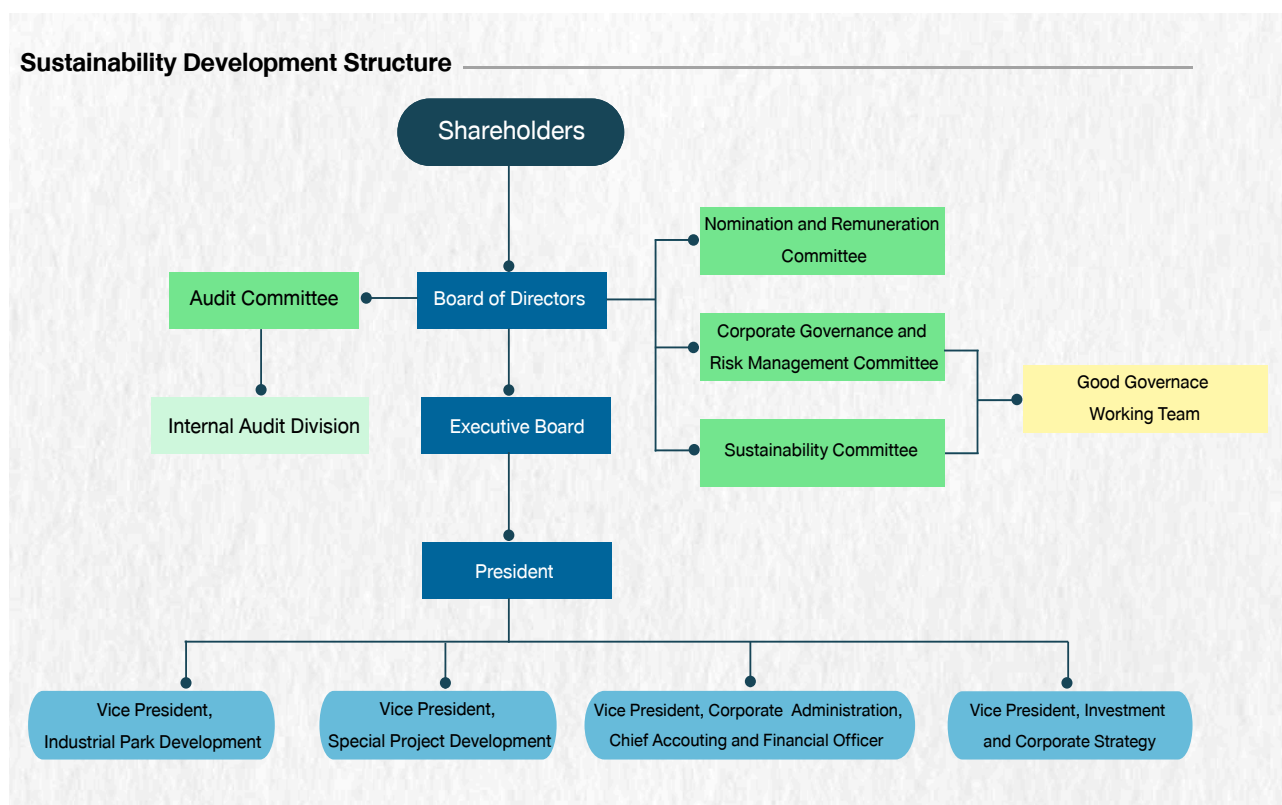 Sustainability Development Structure
Shareholders
Nomination and Remuneration
Committee
Audit Committee
Board of Directors
Corporate Governance and
Risk Management Committee
Good Governace
Working Team
Internal Audit Division
Executive Board
Sustainability Committee
President
Vice President,
Industrial Park Development
Vice President,
Special Project Development
Vice President, Corporate Administration,
Chief Accouting and Financial Officer
Vice President, Investment
and Corporate Strategy